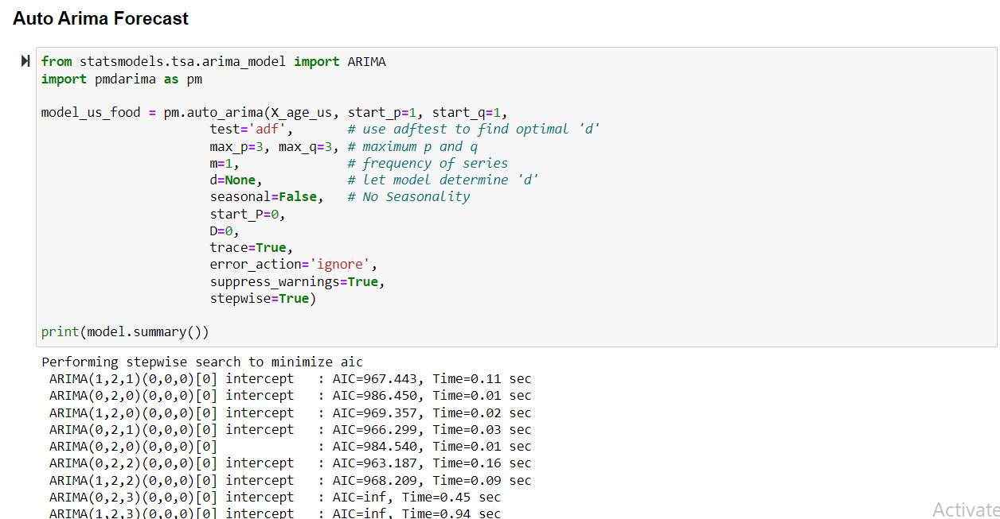 Auto Arima Forecast
from statsmodels.tsa.arima_model import ARIMA
import pmdarima as pm
model_us_food = pm.auto_arima(X_age_us, start_p=1, start_q=1,
test='adf', # use adftest to find optimal 'd'
max_p=3, max_q=3, # maximum p and q
m=1, # frequency of series
d=None, # let model determine 'd'
seasonal=False, # No Seasonality
start_P=0,
D=0,
trace=True,
error_action='ignore',
suppress_warnings=True,
stepwise=True)
print(model.summary())
Performing stepwise search to minimize aic
ARIMA(1,2,1)(0,0,0)[0] intercept : AIC=967.443, Time=0.11 sec
ARIMA(0,2,0)(0,0,0)[0] intercept : AIC=986.450, Time=0.01 sec
ARIMA(1,2,0)(0,0,0)[0] intercept : AIC=969.357, Time=0.02 sec
ARIMA(0,2,1)(0,0,0)[0] intercept : AIC=966.299, Time=0.03 sec
ARIMA(0,2,0)(0,0,0)[0] : AIC=984.540, Time=0.01 sec
ARIMA(0,2,2)(0,0,0)[0] intercept : AIC=963.187, Time=0.16 sec
ARIMA(1,2,2)(0,0,0)[0] intercept : AIC=968.209, Time=0.09 sec
ARIMA(0,2,3)(0,0,0)[0] intercept : AIC=inf, Time=0.45 sec
ARIMA(1,2,3)(0,0,0)[0] intercept : AIC=inf, Time=0.94 sec
Activate